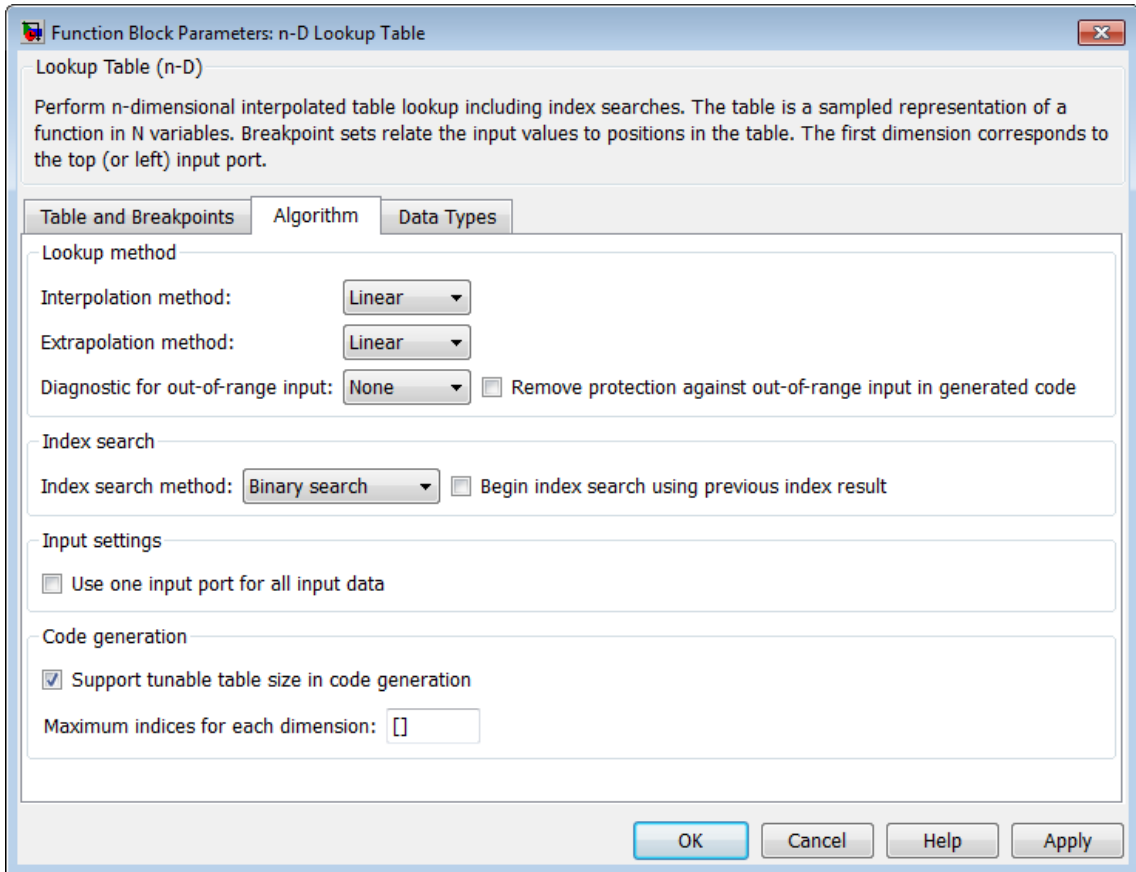 Function Block Parameters: n-D Lookup Table
Lookup Table (n-D)
Perform n-dimensional interpolated table lookup including index searches. The table is a sampled representation of a
function in N variables. Breakpoint sets relate the input values to positions in the table. The first dimension corresponds to
the top (or left) input port.
Table and Breakpoints Algorithm Data Types
Lookup method
Interpolation method: Linear
Extrapolation method: Linear
Diagnostic for out-of-range input: None Remove protection against out-of-range input in generated code
Index search
Index search method: Binary search Begin index search using previous index result
Input settings
Use one input port for all input data
Code generation
Support tunable table size in code generation
Maximum indices for each dimension: []
OK Cancel Help Apply